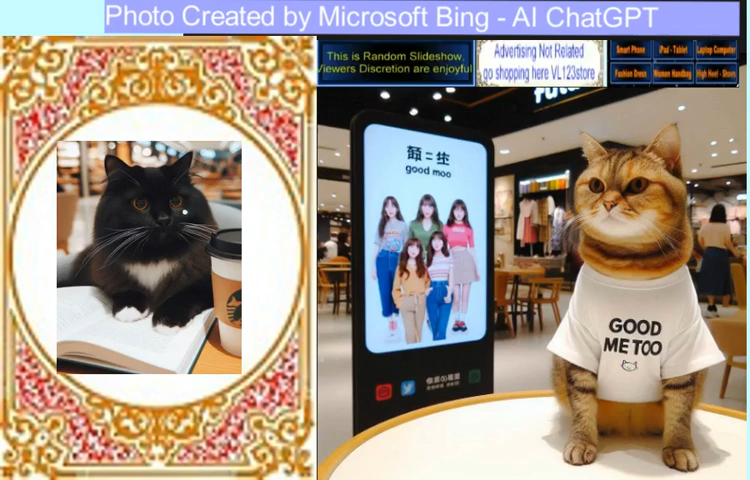 Photo Created by Microsoft Bing - AI ChatGPT
This is Random Slideshow
Viewers Discretion are enjoyful
Advertising Not Related
go shopping here VL123store
Smart Phone
iPad - Tablet
Laptop Computer
Fashion Dress
Woman Handbag
High Heel - Shoes
good moo
GOOD
ME TOO